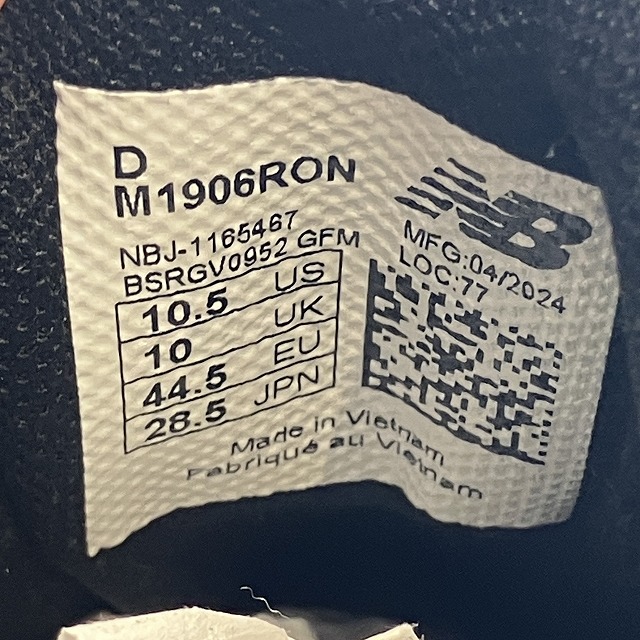 D
M1906RON
NBJ-1165467
BSRGV0952 GFM
10.5 US
10 UK
44.5 EU
28.5 JPN
NB
MFG:04/2024
LOC:77
Made in Vietnam
Fabriqué au Vietnam